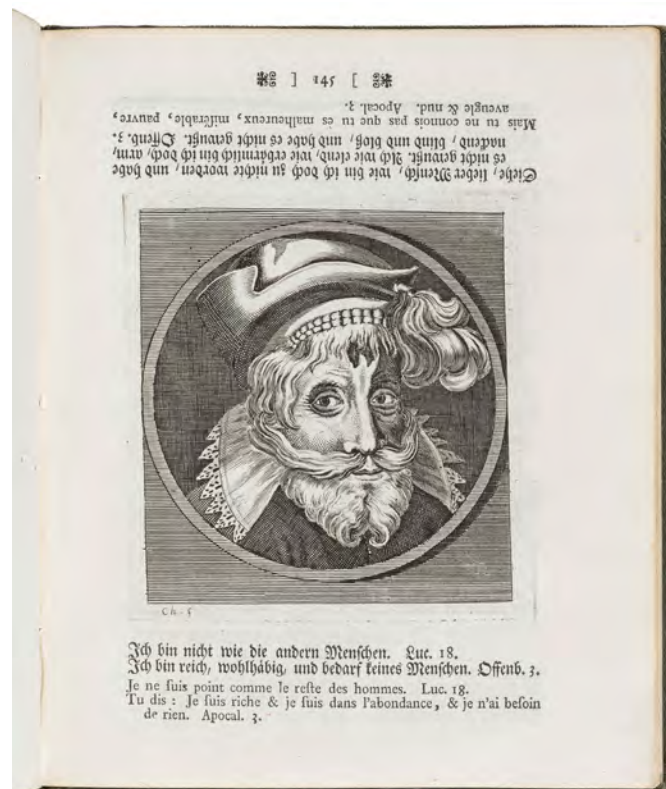 ] 145 [
Siehe, lieber Mensch, wie bin ich doch zu nichte worden, und habe
es nicht gewußt. Ach wie elend, wie erbärmlich bin ich doch, arm,
nackend, blind und bloß, und habe es nicht gewußt. Offenb. 3.
Mais tu ne connois pas que tu es malheureux, misérable, pauvre,
aveugle & nud. Apocal. 3.
Ch. 5
Ich bin nicht wie die andern Menschen. Luc. 18.
Ich bin reich, wohlhäbig, und bedarf keines Menschen. Offenb. 3.
Je ne ſuis point comme le reſte des hommes. Luc. 18.
Tu dis : Je ſuis riche & je ſuis dans l'abondance, & je n'ai beſoin
de rien. Apocal. 3.